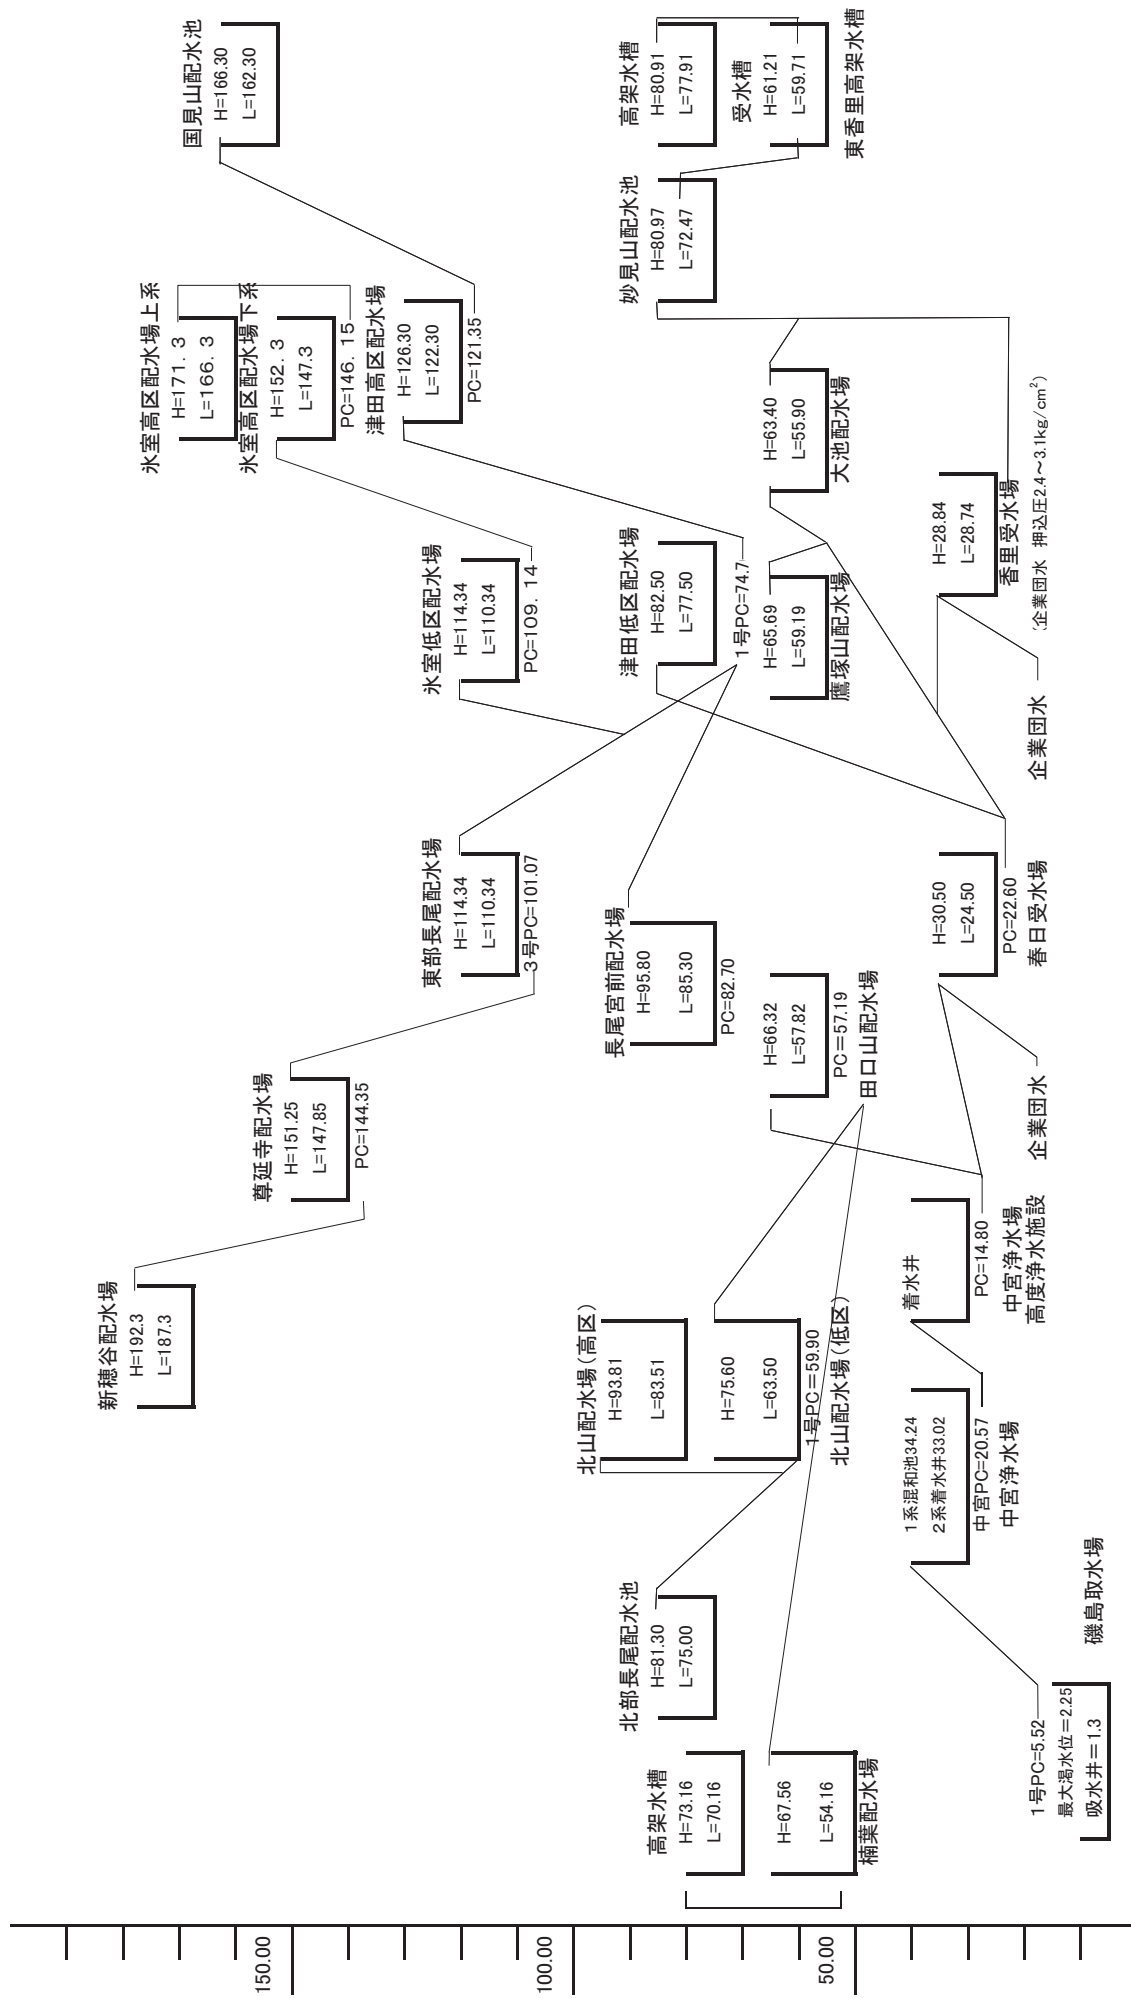 国見山配水池
H=166.30
L=162.30
高架水槽
H=80.91
L=77.91
受水槽
H=61.21
L=59.71
東香里高架水槽
妙見山配水池
H=80.97
L=72.47
氷室高区配水場上系
H=171.3
L=166.3
氷室高区配水場下系
H=152.3
L=147.3
PC=146.15
津田高区配水場
H=126.30
L=122.30
PC=121.35
H=63.40
L=55.90
大池配水場
H=28.84
L=28.74
香里受水場
(企業団水 押込圧2.4～3.1kg/cm²)
企業団水
氷室低区配水場
H=114.34
L=110.34
PC=109.14
津田低区配水場
H=82.50
L=77.50
1号PC=74.7
H=65.69
L=59.19
鷹塚山配水場
東部長尾配水場
H=114.34
L=110.34
3号PC=101.07
長尾宮前配水場
H=95.80
L=85.30
PC=82.70
H=66.32
L=57.82
PC=57.19
田口山配水場
H=30.50
L=24.50
PC=22.60
春日受水場
企業団水
尊延寺配水場
H=151.25
L=147.85
PC=144.35
新穂谷配水場
H=192.3
L=187.3
北山配水場(高区)
H=93.81
L=83.51
H=75.60
L=63.50
1号PC=59.90
北山配水場(低区)
着水井
PC=14.80
中宮浄水場
高度浄水施設
1系混和池34.24
2系着水井33.02
中宮PC=20.57
中宮浄水場
北部長尾配水池
H=81.30
L=75.00
高架水槽
H=73.16
L=70.16
H=67.56
L=54.16
楠葉配水場
1号PC=5.52
最大渇水位=2.25
吸水井=1.3
磯島取水場
150.00
100.00
50.00